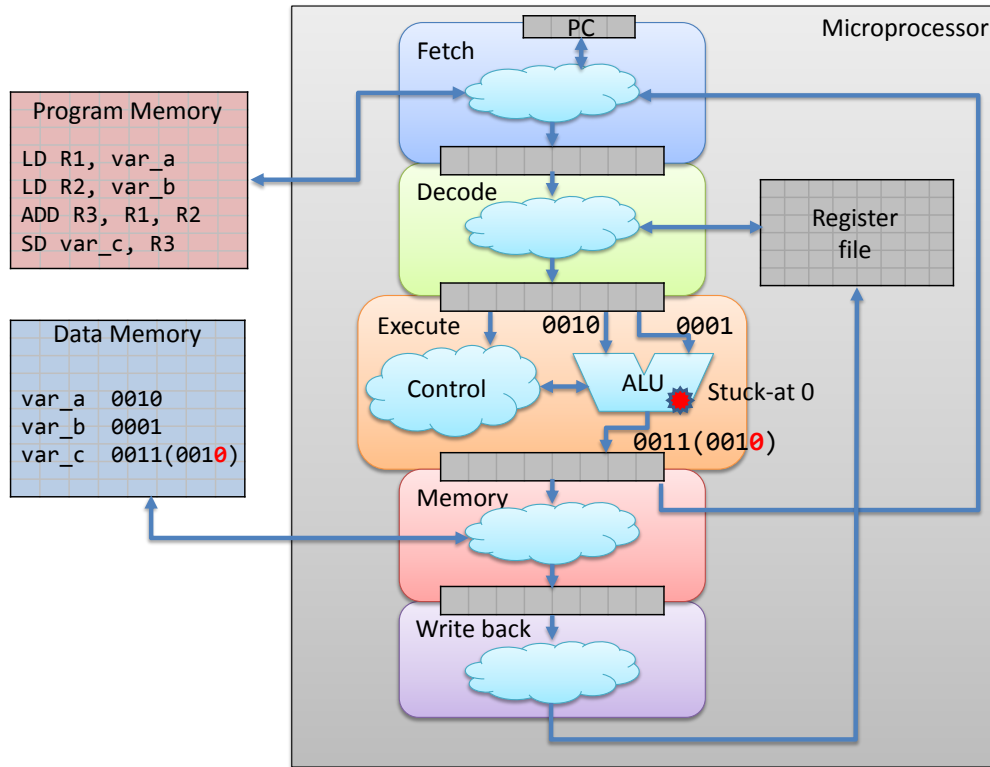 Microprocessor
PC
Fetch
Program Memory
LD R1, var_a
LD R2, var_b
ADD R3, R1, R2
SD var_c, R3
Decode
Register
file
Execute
0010
0001
Control
ALU
Stuck-at 0
0011(0010)
Data Memory
var_a 0010
var_b 0001
var_c 0011(0010)
Memory
Write back